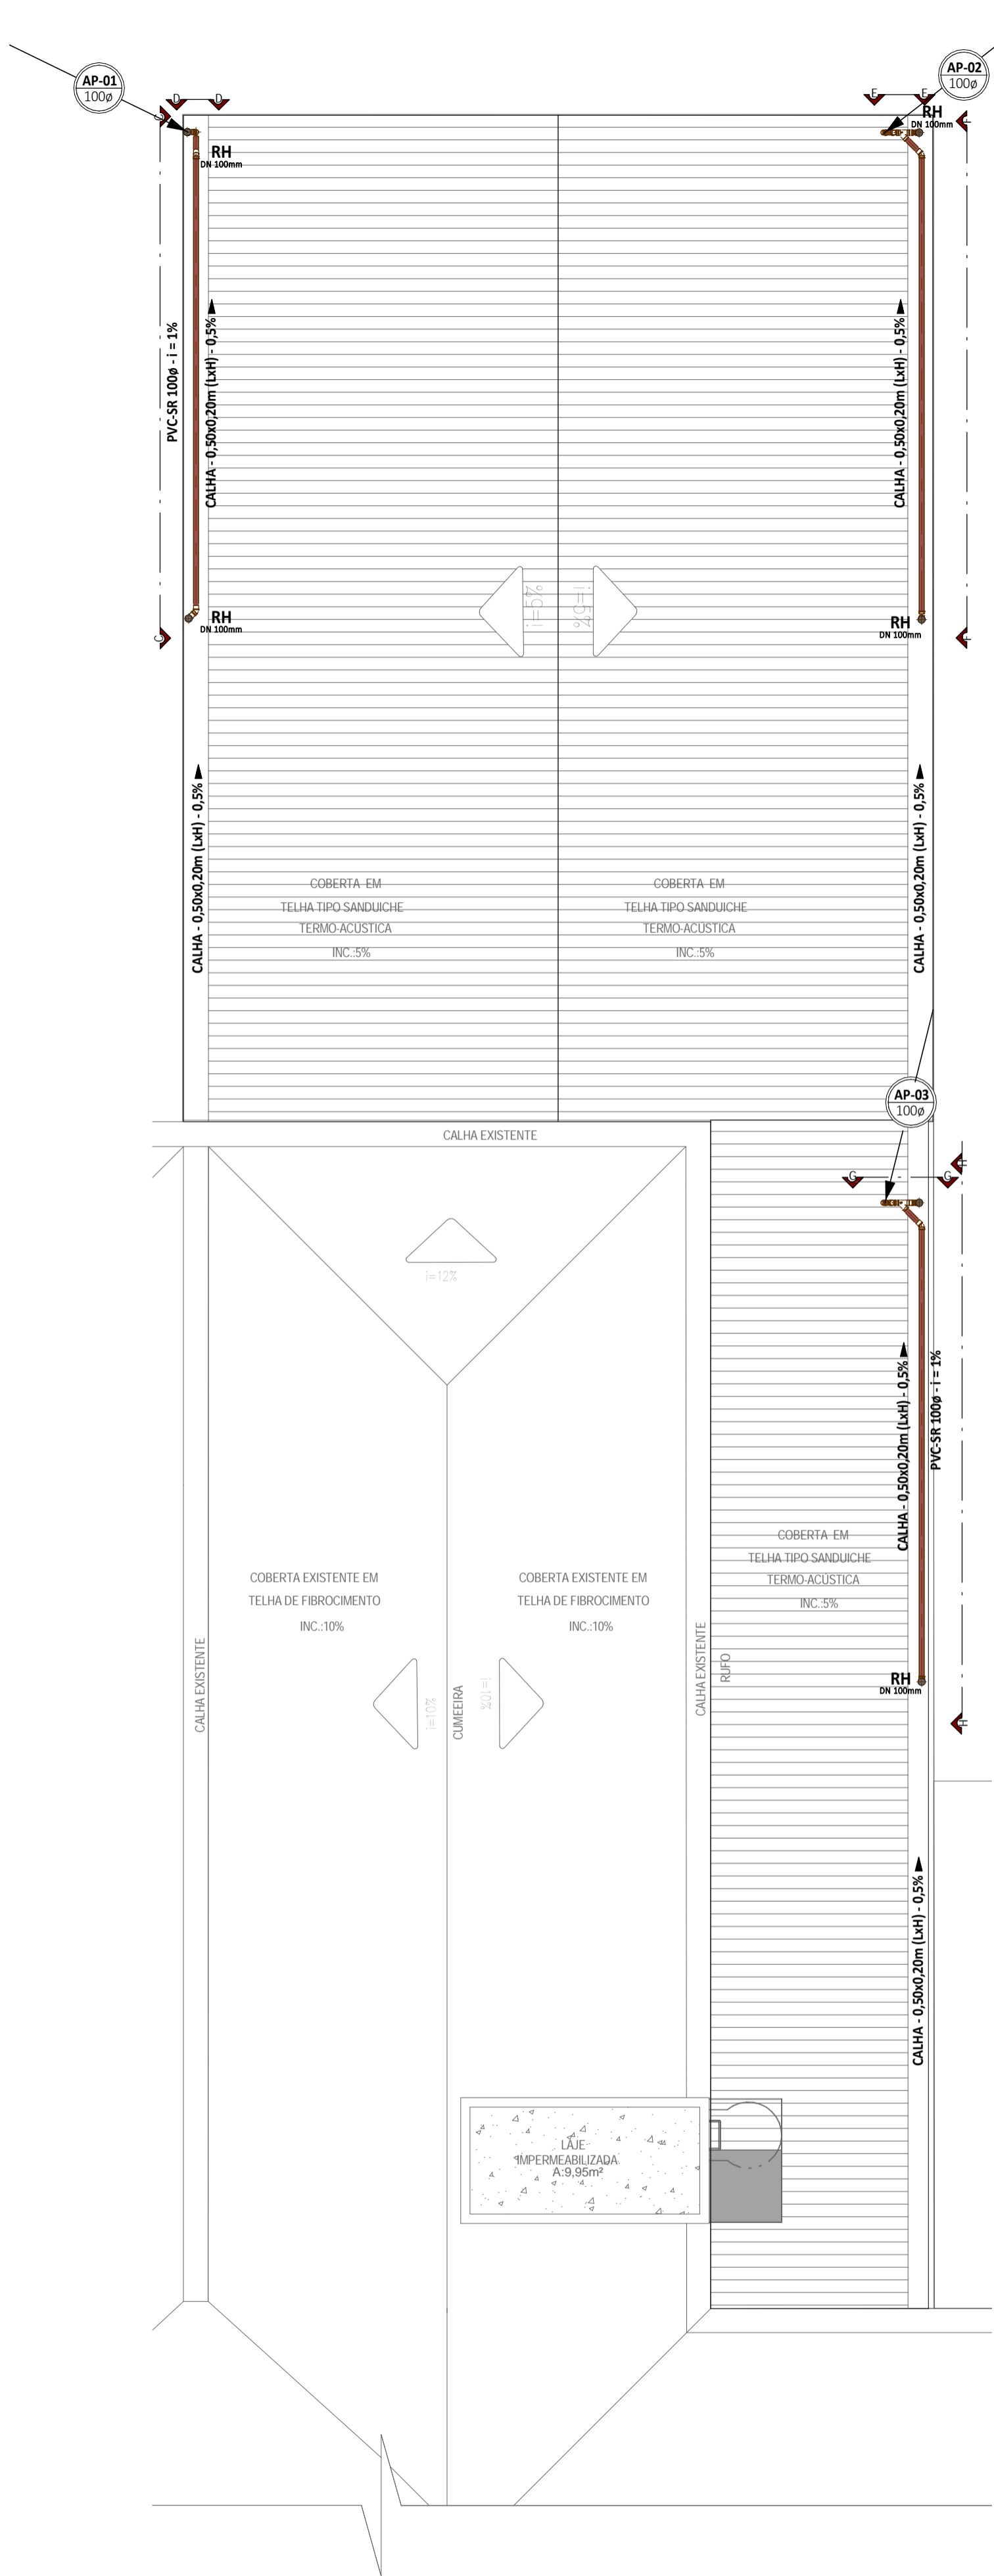 AP-01
100ø
AP-02
100ø
D
D
E
E
RH
DN 100mm
C
F
RH
DN 100mm
PVC-SR 100ø - i = 1%
CALHA - 0,50x0,20m (LxH) - 0,5%
CALHA - 0,50x0,20m (LxH) - 0,5%
i=5%
i=5%
RH
DN 100mm
RH
DN 100mm
C
F
CALHA - 0,50x0,20m (LxH) - 0,5%
CALHA - 0,50x0,20m (LxH) - 0,5%
COBERTA EM
TELHA TIPO SANDUICHE
TERMO-ACÚSTICA
INC.:5%
COBERTA EM
TELHA TIPO SANDUICHE
TERMO-ACÚSTICA
INC.:5%
AP-03
100ø
CALHA EXISTENTE
H
G
G
i=12%
CALHA - 0,50x0,20m (LxH) - 0,5%
PVC-SR 100ø - i = 1%
COBERTA EM
TELHA TIPO SANDUICHE
TERMO-ACÚSTICA
INC.:5%
COBERTA EXISTENTE EM
TELHA DE FIBROCIMENTO
INC.:10%
COBERTA EXISTENTE EM
TELHA DE FIBROCIMENTO
INC.:10%
CALHA EXISTENTE
i=10%
CUMEEIRA
i=10%
CALHA EXISTENTE
RUFO
RH
DN 100mm
H
CALHA - 0,50x0,20m (LxH) - 0,5%
LAJE
IMPERMEABILIZADA
A:9,95m²